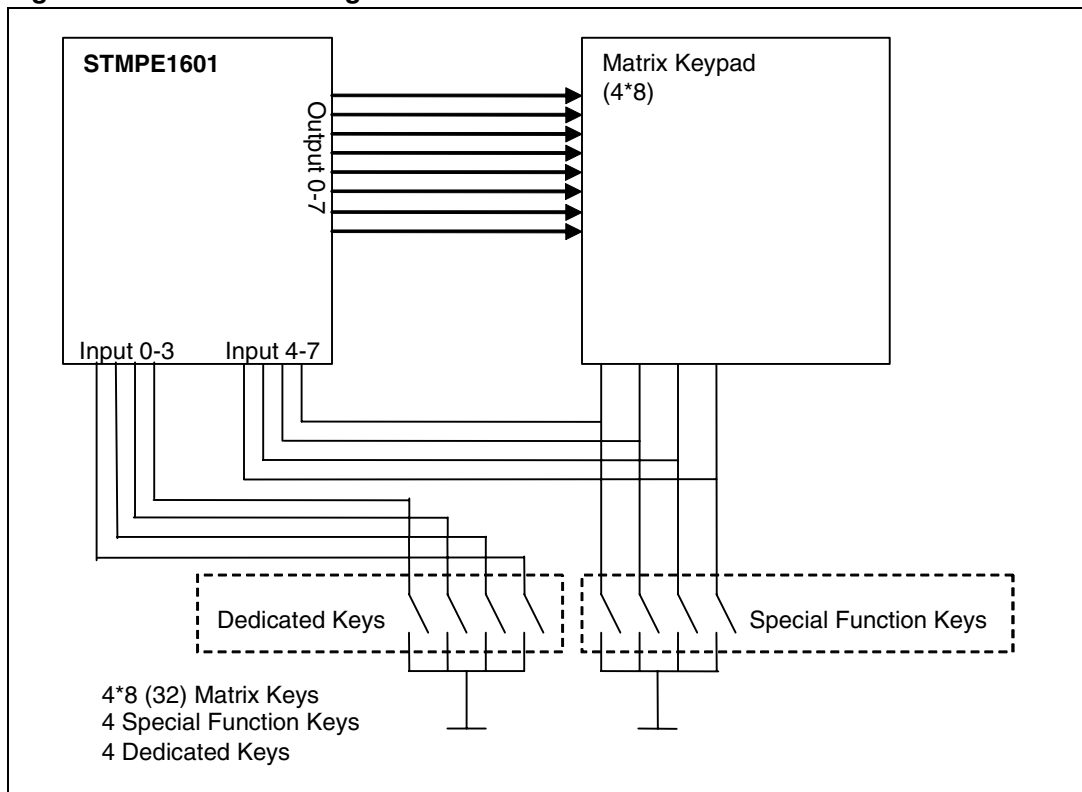 STMPE1601
Matrix Keypad
(4*8)
Output 0-7
Input 0-3
Input 4-7
Dedicated Keys
Special Function Keys
4*8 (32) Matrix Keys
4 Special Function Keys
4 Dedicated Keys